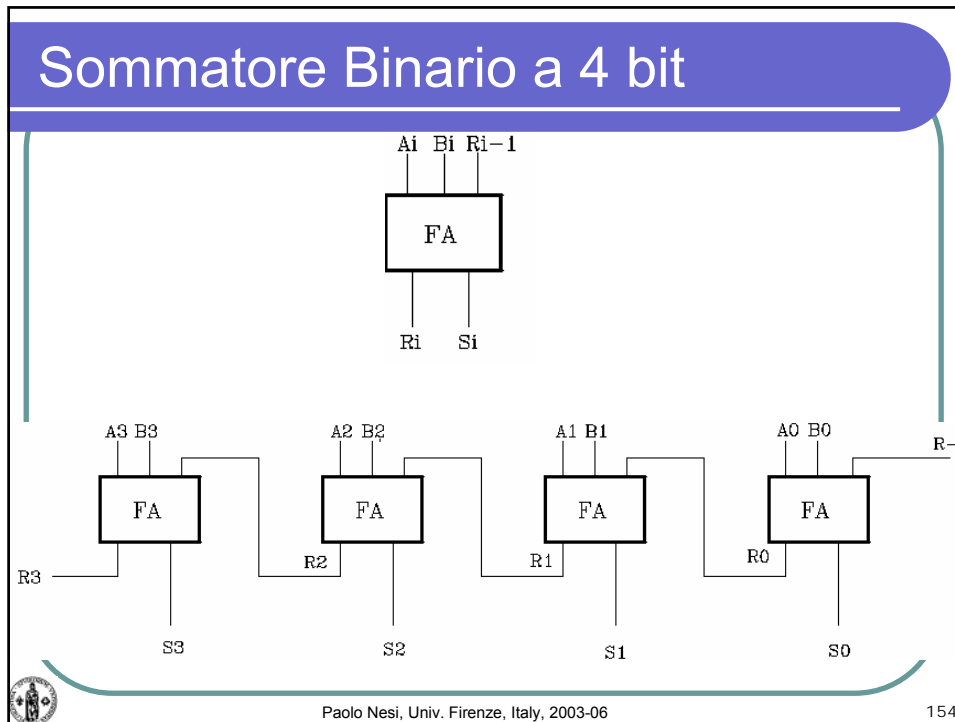 Sommatore Binario a 4 bit
Ai Bi Ri-1
FA
Ri Si
A3 B3 A2 B2 A1 B1 A0 B0 R-
FA FA FA FA
R3 R2 R1 R0
S3 S2 S1 S0
Paolo Nesi, Univ. Firenze, Italy, 2003-06 154